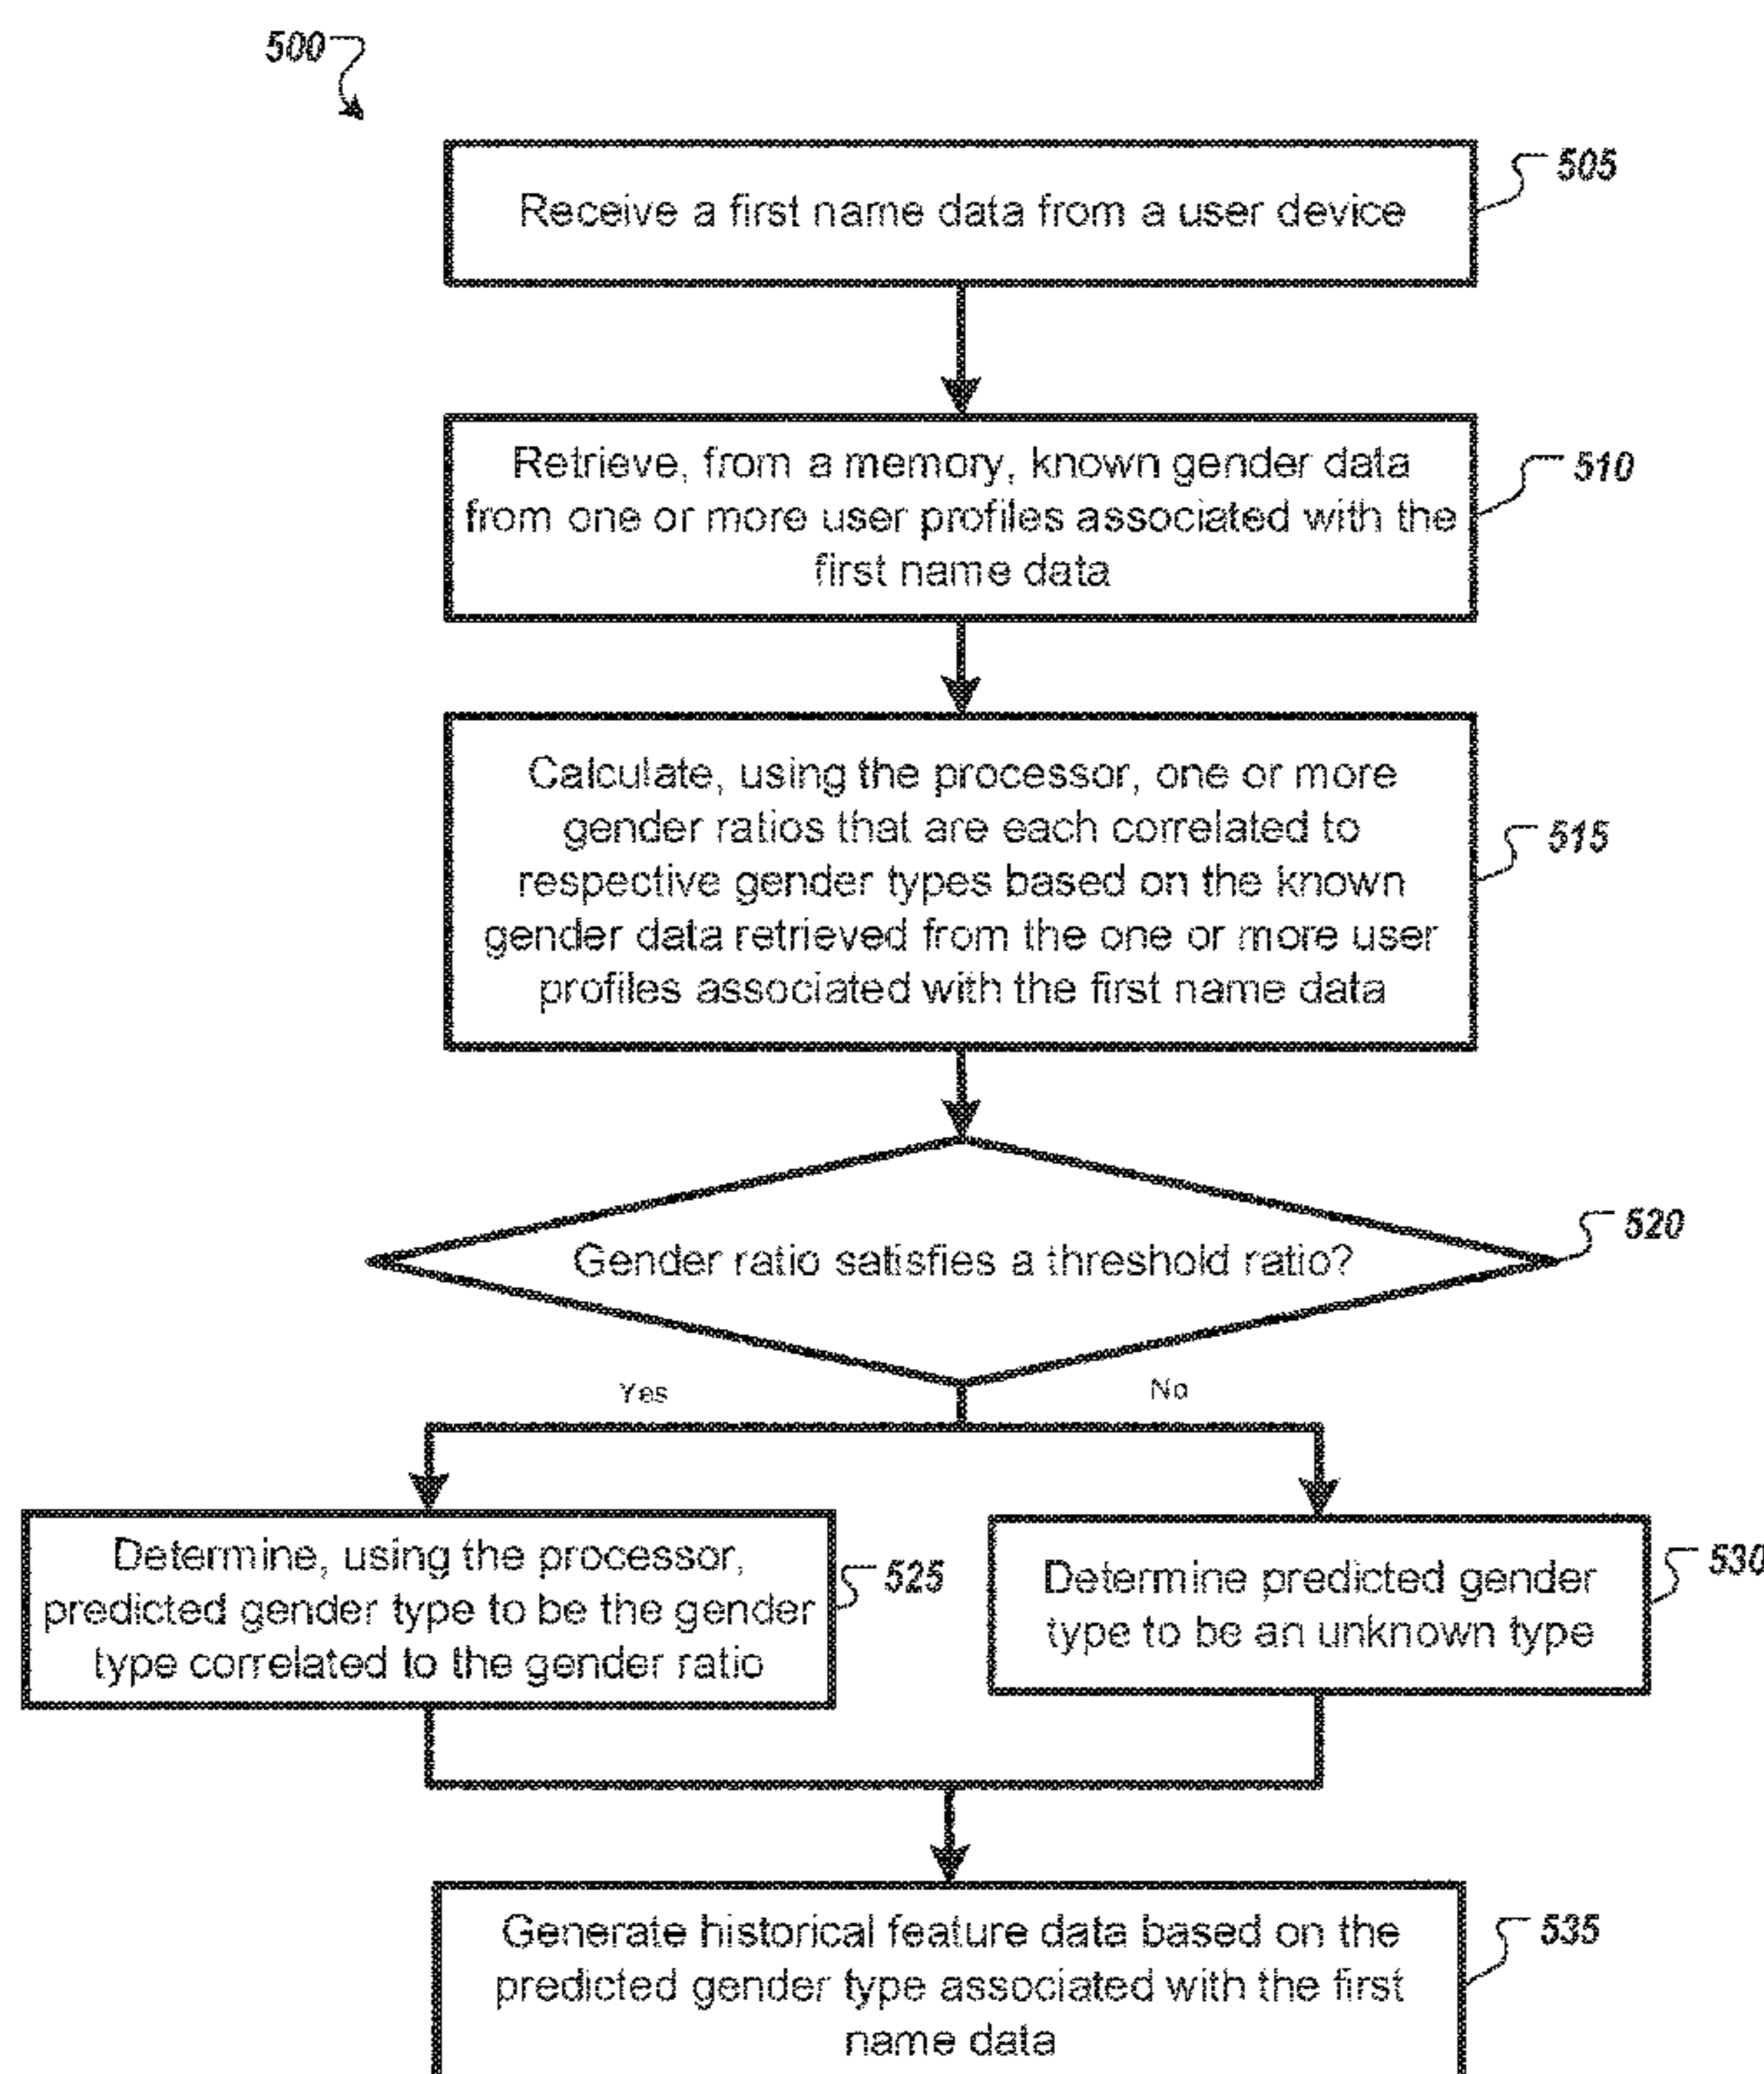 500
Receive a first name data from a user device
505
Retrieve, from a memory, known gender data
from one or more user profiles associated with the
first name data
510
Calculate, using the processor, one or more
gender ratios that are each correlated to
respective gender types based on the known
gender data retrieved from the one or more user
profiles associated with the first name data
515
Gender ratio satisfies a threshold ratio?
520
Yes
No
Determine, using the processor,
predicted gender type to be the gender
type correlated to the gender ratio
525
Determine predicted gender
type to be an unknown type
530
Generate historical feature data based on the
predicted gender type associated with the first
name data
535